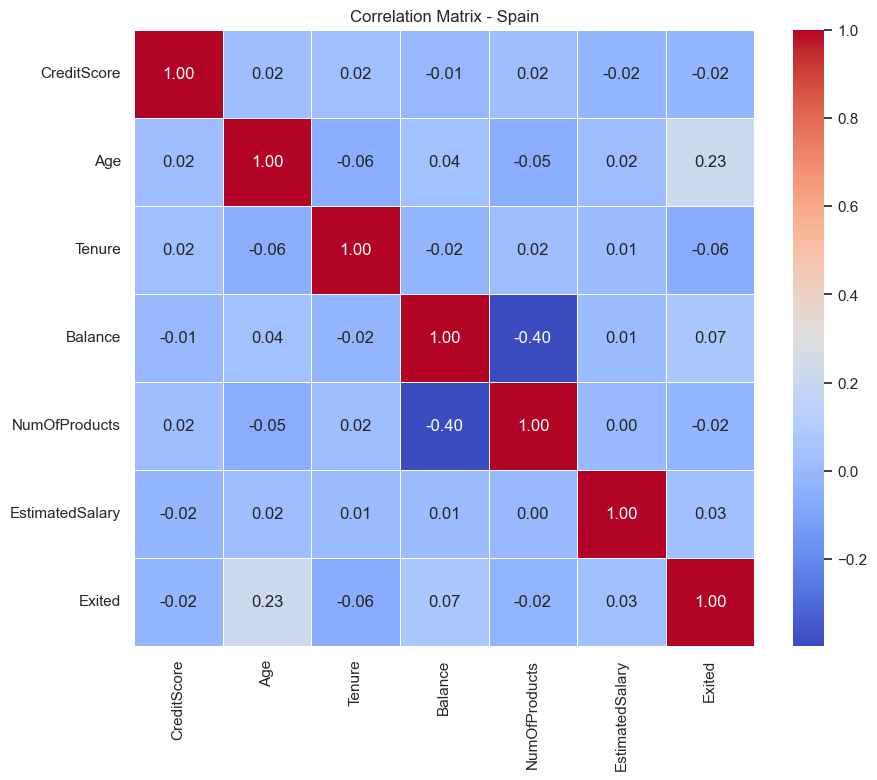 Correlation Matrix - Spain
CreditScore 1.00 0.02 0.02 -0.01 0.02 -0.02 -0.02
Age 0.02 1.00 -0.06 0.04 -0.05 0.02 0.23
Tenure 0.02 -0.06 1.00 -0.02 0.02 0.01 -0.06
Balance -0.01 0.04 -0.02 1.00 -0.40 0.01 0.07
NumOfProducts 0.02 -0.05 0.02 -0.40 1.00 0.00 -0.02
EstimatedSalary -0.02 0.02 0.01 0.01 0.00 1.00 0.03
Exited -0.02 0.23 -0.06 0.07 -0.02 0.03 1.00
CreditScore
Age
Tenure
Balance
NumOfProducts
EstimatedSalary
Exited
1.0
0.8
0.6
0.4
0.2
0.0
-0.2